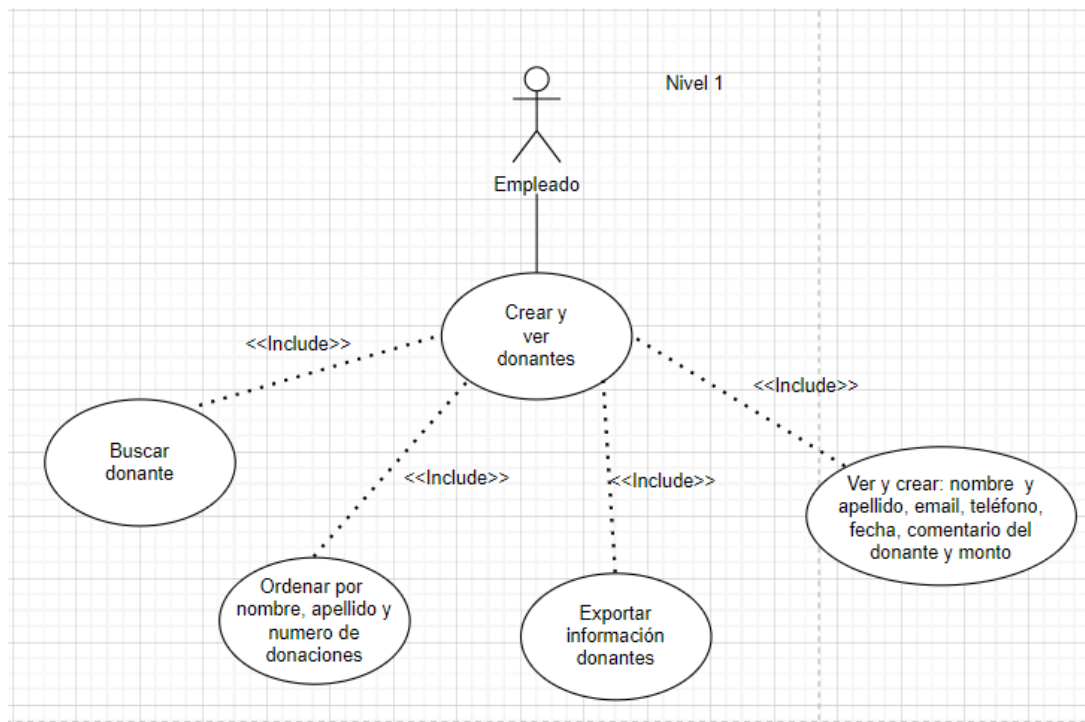 Nivel 1
Empleado
Crear y
ver
donantes
<<Include>>
<<Include>>
<<Include>>
<<Include>>
Buscar
donante
Ordenar por
nombre, apellido y
numero de
donaciones
Exportar
información
donantes
Ver y crear: nombre y
apellido, email, teléfono,
fecha, comentario del
donante y monto